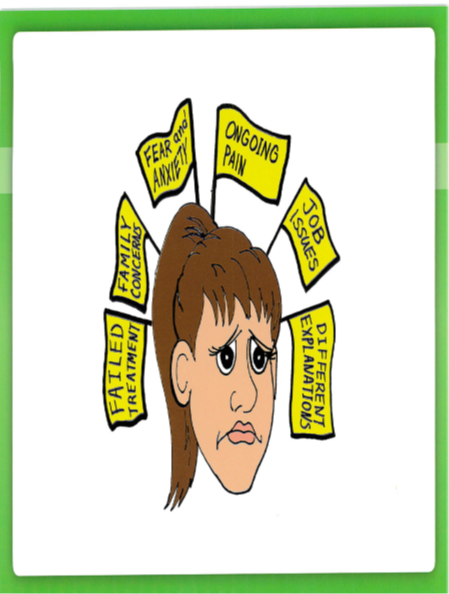 FEAR and
ANXIETY
ONGOING
PAIN
JOB
ISSUES
FAMILY
CONCERNS
FAILED
TREATMENT
DIFFERENT
EXPLANATIONS